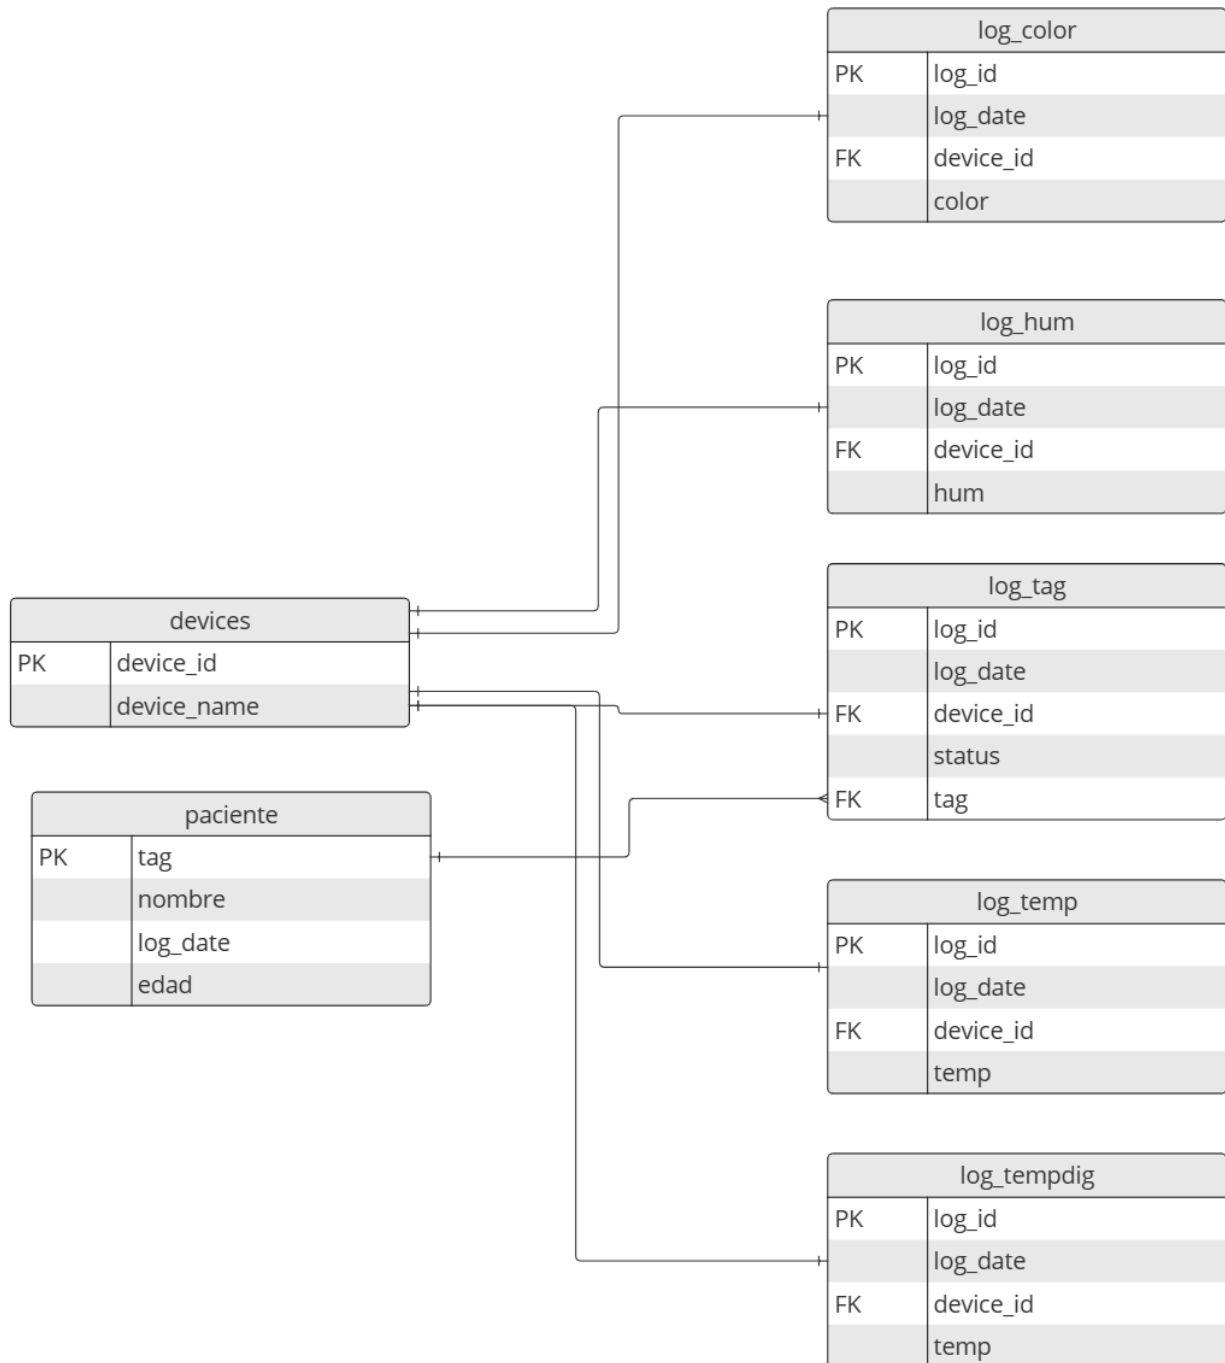 log_color
PK log_id
log_date
FK device_id
color
log_hum
PK log_id
log_date
FK device_id
hum
log_tag
PK log_id
log_date
FK device_id
status
FK tag
devices
PK device_id
device_name
paciente
PK tag
nombre
log_date
edad
log_temp
PK log_id
log_date
FK device_id
temp
log_tempdig
PK log_id
log_date
FK device_id
temp